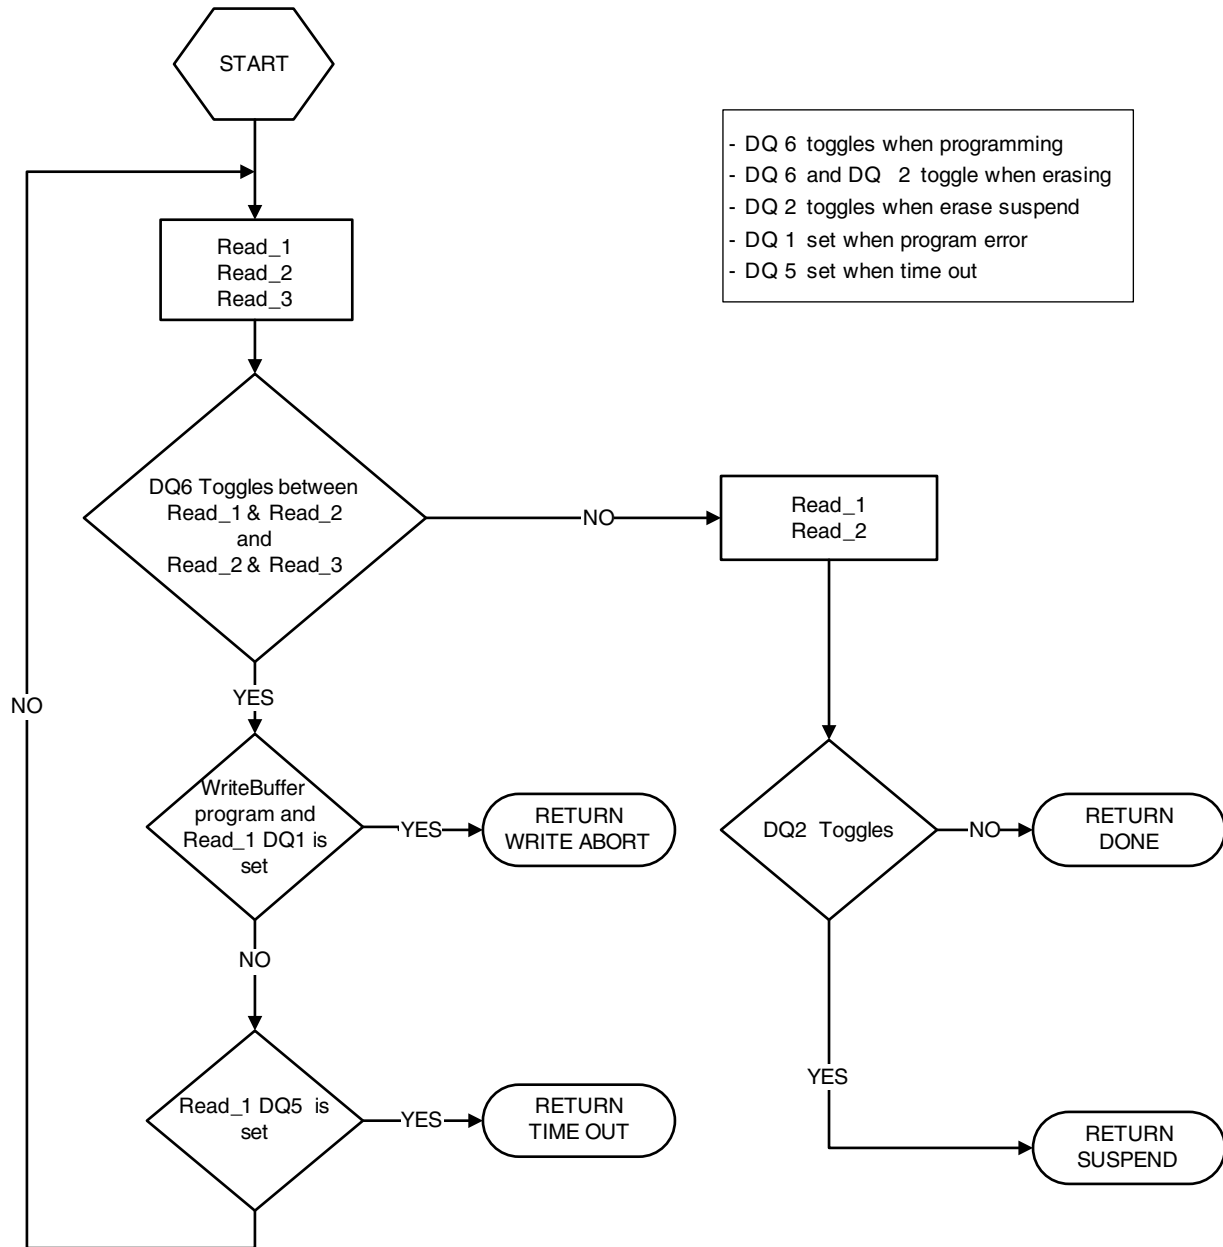 START
- DQ 6 toggles when programming
- DQ 6 and DQ 2 toggle when erasing
- DQ 2 toggles when erase suspend
- DQ 1 set when program error
- DQ 5 set when time out
Read_1
Read_2
Read_3
DQ6 Toggles between
Read_1 & Read_2
and
Read_2 & Read_3
NO
Read_1
Read_2
YES
NO
WriteBuffer
program and
Read_1 DQ1 is
set
YES
RETURN
WRITE ABORT
DQ2 Toggles
NO
RETURN
DONE
NO
YES
Read_1 DQ5 is
set
YES
RETURN
TIME OUT
RETURN
SUSPEND